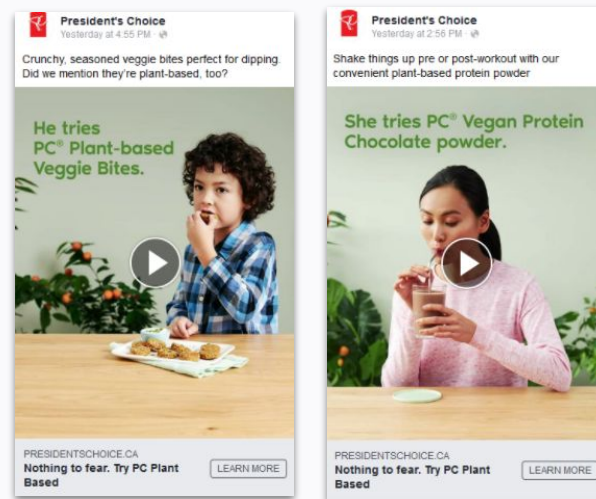 President's Choice
Yesterday at 4:55 PM ·
Crunchy, seasoned veggie bites perfect for dipping.
Did we mention they're plant-based, too?
He tries
PC® Plant-based
Veggie Bites.
PRESIDENTSCHOICE.CA
Nothing to fear. Try PC Plant
Based
LEARN MORE
President's Choice
Yesterday at 2:56 PM ·
Shake things up pre or post-workout with our
convenient plant-based protein powder
She tries PC® Vegan Protein
Chocolate powder.
PRESIDENTSCHOICE.CA
Nothing to fear. Try PC Plant
Based
LEARN MORE